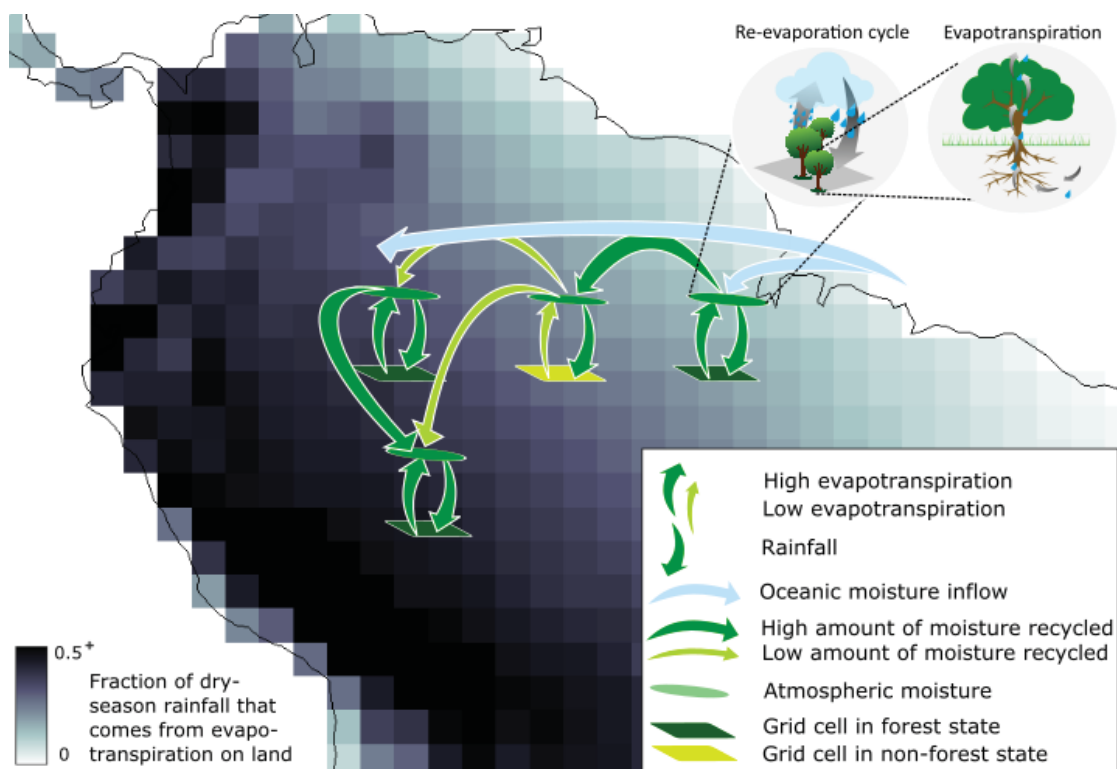 Re-evaporation cycle
Evapotranspiration
High evapotranspiration
Low evapotranspiration
Rainfall
Oceanic moisture inflow
High amount of moisture recycled
Low amount of moisture recycled
Atmospheric moisture
Grid cell in forest state
Grid cell in non-forest state
0.5+
0
Fraction of dry-
season rainfall that
comes from evapo-
transpiration on land